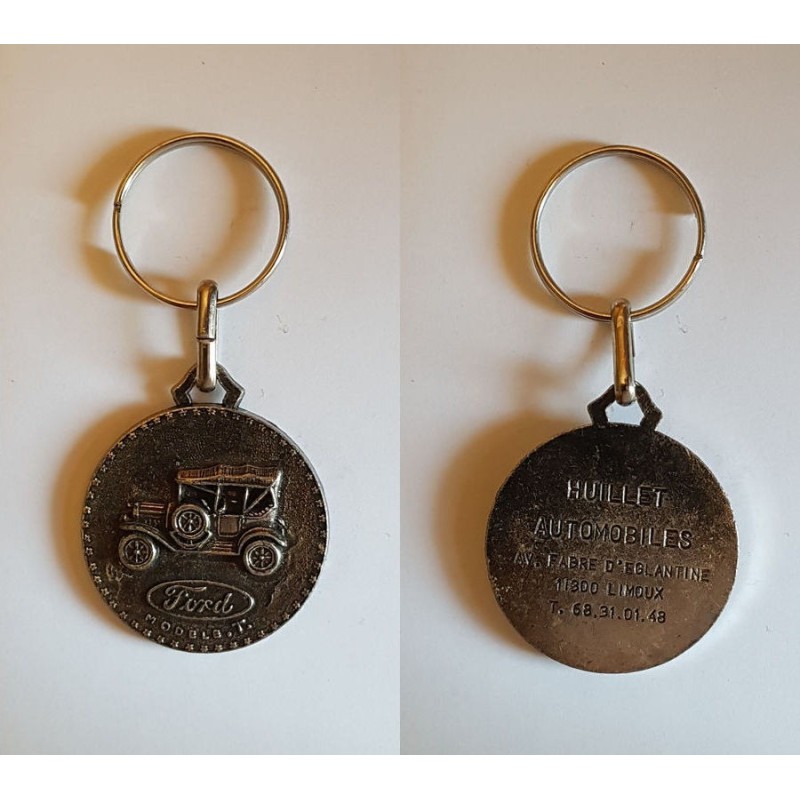 Ford
MODELE.T.
HUILLET
AUTOMOBILES
AV. FABRE D'EGLANTINE
11300 LIMOUX
T. 68.31.01.48